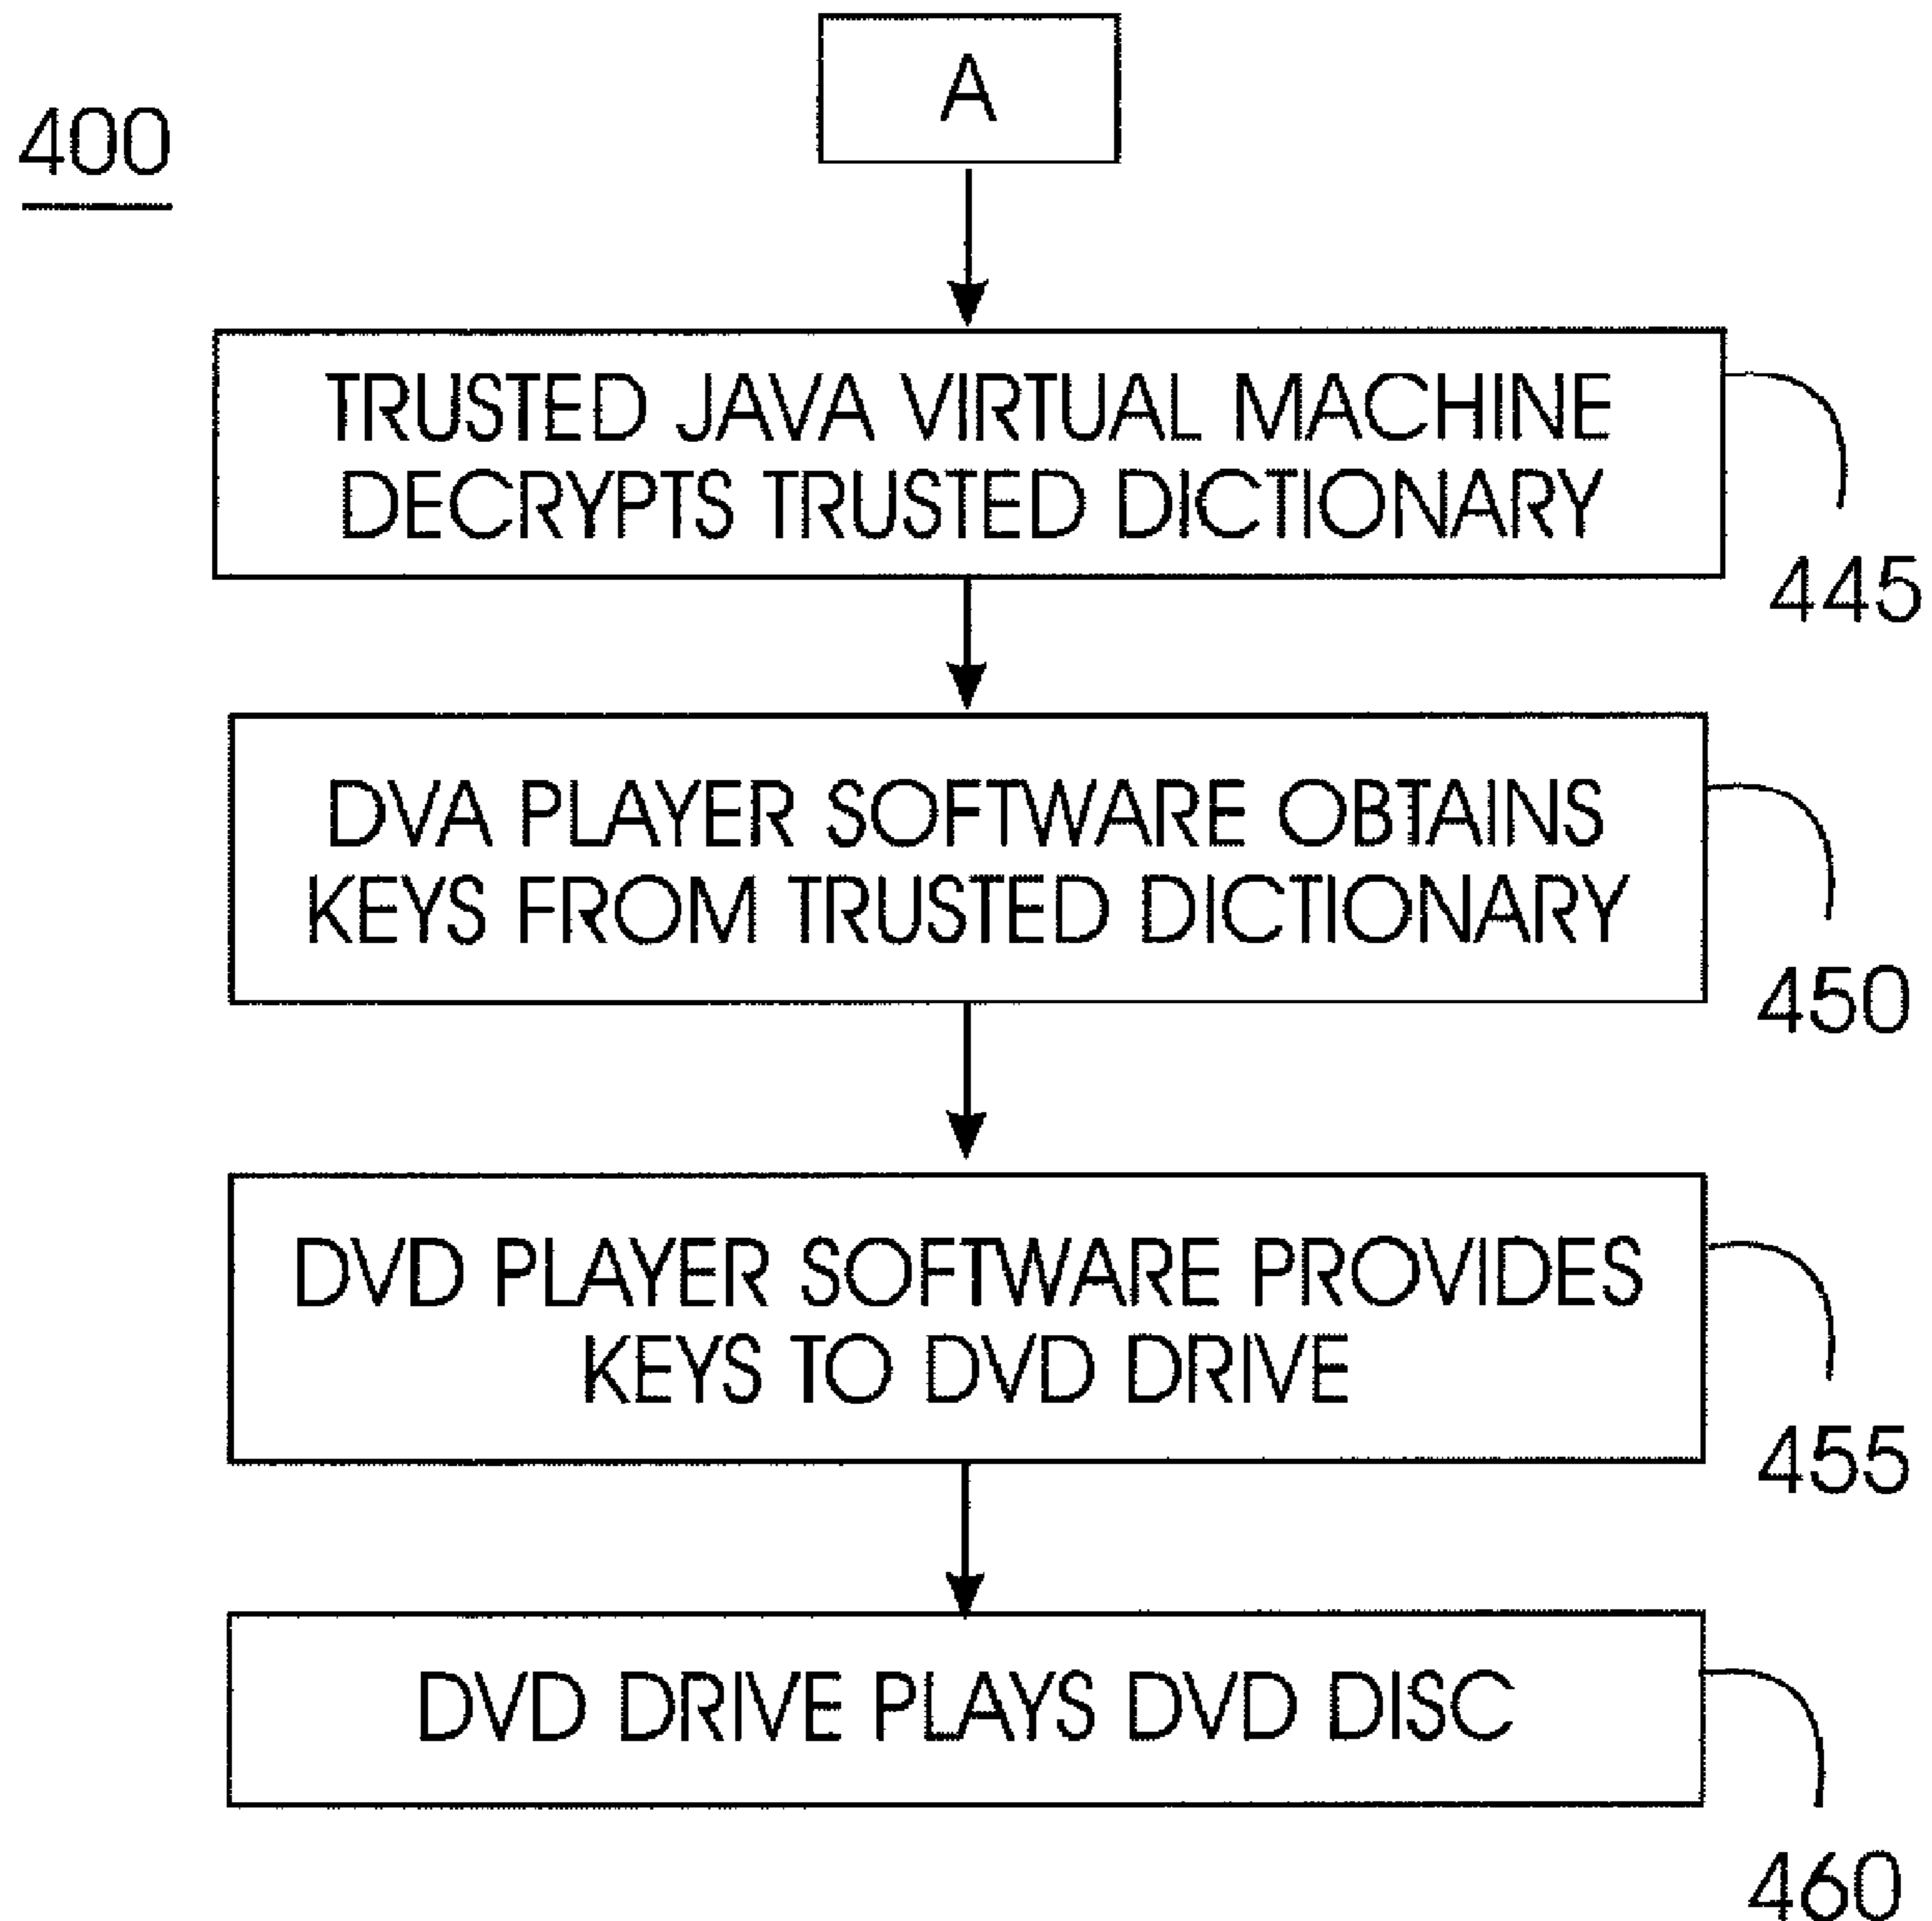 A
400
TRUSTED JAVA VIRTUAL MACHINE
DECRYPTS TRUSTED DICTIONARY
445
DVA PLAYER SOFTWARE OBTAINS
KEYS FROM TRUSTED DICTIONARY
450
DVD PLAYER SOFTWARE PROVIDES
KEYS TO DVD DRIVE
455
DVD DRIVE PLAYS DVD DISC
460